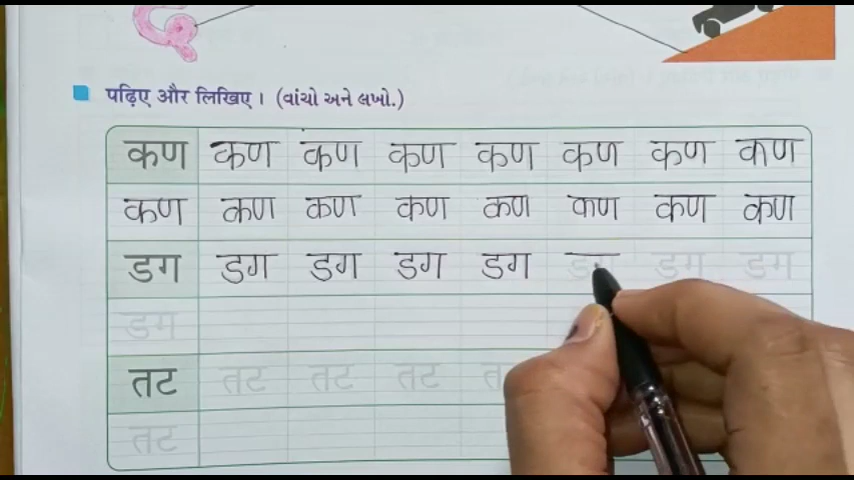 पढ़िए और लिखिए । (વાંચો અને લખો.)
कण कण कण कण कण कण कण कण
कण कण कण कण कण कण कण कण
डग डग डग डग डग डग डग डग
डग
तट तट तट तट त
तट